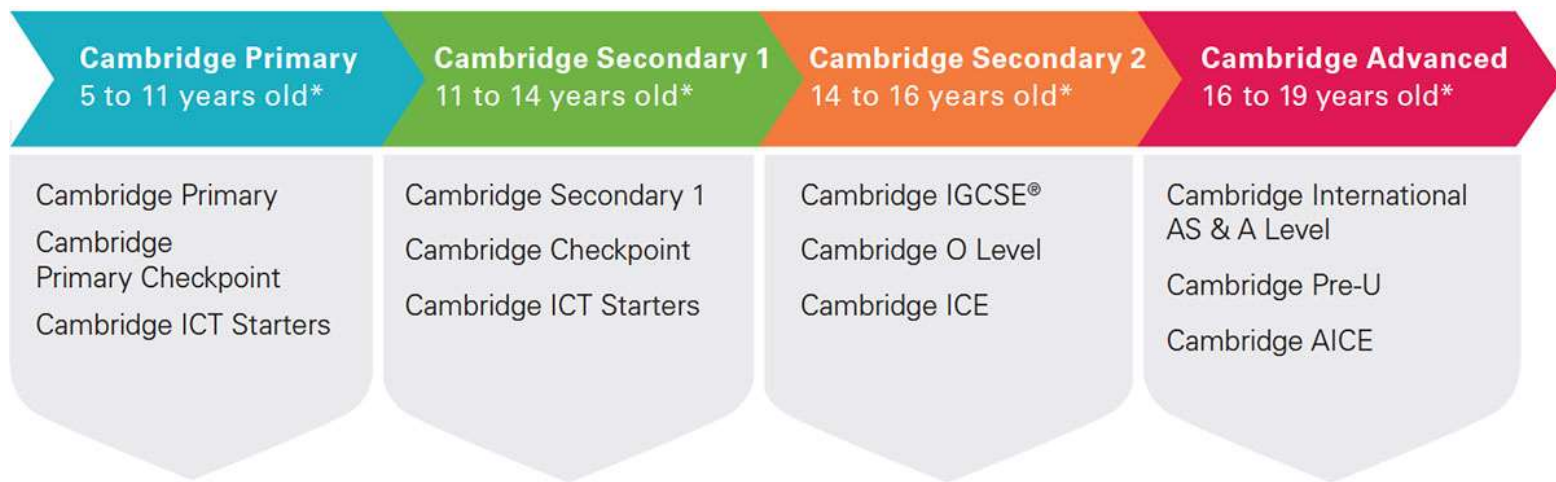 Cambridge Primary
5 to 11 years old*
Cambridge Secondary 1
11 to 14 years old*
Cambridge Secondary 2
14 to 16 years old*
Cambridge Advanced
16 to 19 years old*
Cambridge Primary
Cambridge
Primary Checkpoint
Cambridge ICT Starters
Cambridge Secondary 1
Cambridge Checkpoint
Cambridge ICT Starters
Cambridge IGCSE®
Cambridge O Level
Cambridge ICE
Cambridge International
AS & A Level
Cambridge Pre-U
Cambridge AICE